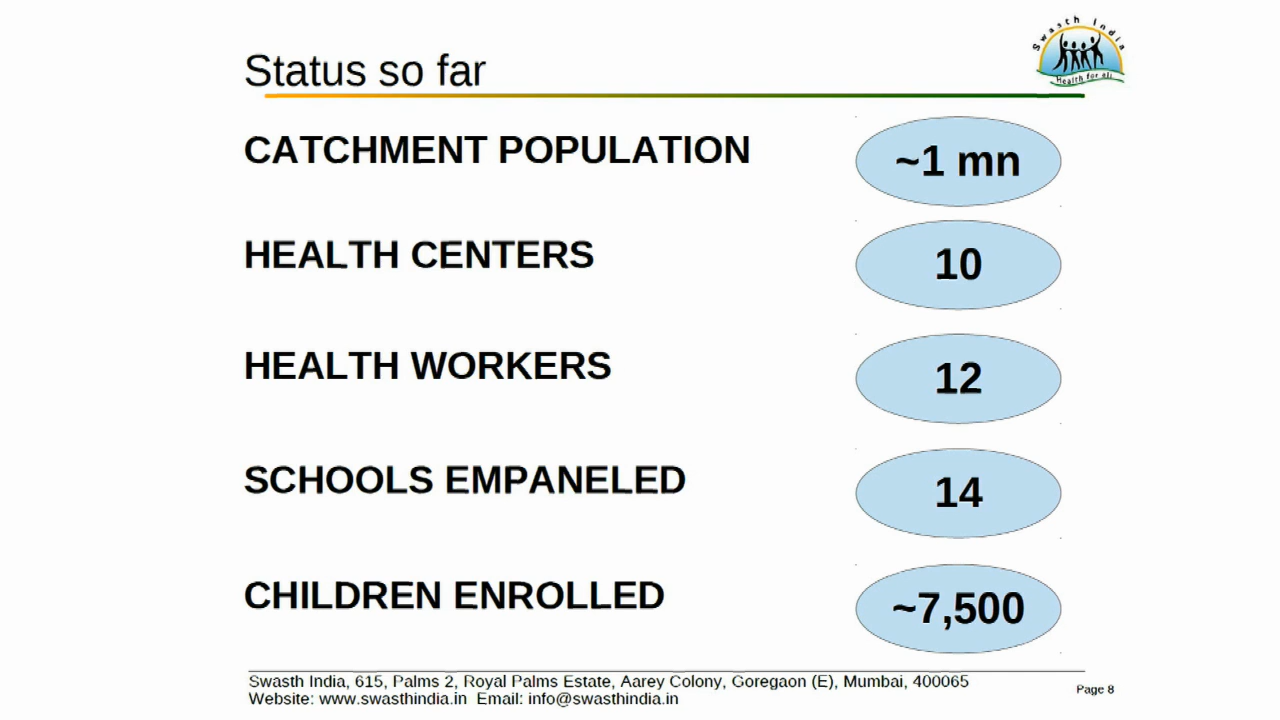 Status so far
Swasth India
Health for all
CATCHMENT POPULATION ~1 mn
HEALTH CENTERS 10
HEALTH WORKERS 12
SCHOOLS EMPANELED 14
CHILDREN ENROLLED ~7,500
Swasth India, 615, Palms 2, Royal Palms Estate, Aarey Colony, Goregaon (E), Mumbai, 400065
Website: www.swasthindia.in Email: info@swasthindia.in
Page 8